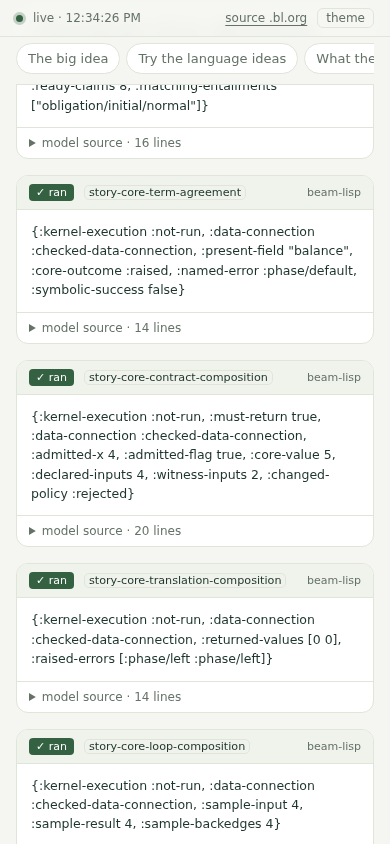 live · 12:34:26 PM
source .bl.org
theme
The big idea
Try the language ideas
What the
:ready-claims 8, :matching-entailments
["obligation/initial/normal"]}
▶ model source · 16 lines
✓ ran
story-core-term-agreement
beam-lisp
{:kernel-execution :not-run, :data-connection
:checked-data-connection, :present-field "balance",
:core-outcome :raised, :named-error :phase/default,
:symbolic-success false}
▶ model source · 14 lines
✓ ran
story-core-contract-composition
beam-lisp
{:kernel-execution :not-run, :must-return true,
:data-connection :checked-data-connection,
:admitted-x 4, :admitted-flag true, :core-value 5,
:declared-inputs 4, :witness-inputs 2, :changed-
policy :rejected}
▶ model source · 20 lines
✓ ran
story-core-translation-composition
beam-lisp
{:kernel-execution :not-run, :data-connection
:checked-data-connection, :returned-values [0 0],
:raised-errors [:phase/left :phase/left]}
▶ model source · 14 lines
✓ ran
story-core-loop-composition
beam-lisp
{:kernel-execution :not-run, :data-connection
:checked-data-connection, :sample-input 4,
:sample-result 4, :sample-backedges 4}